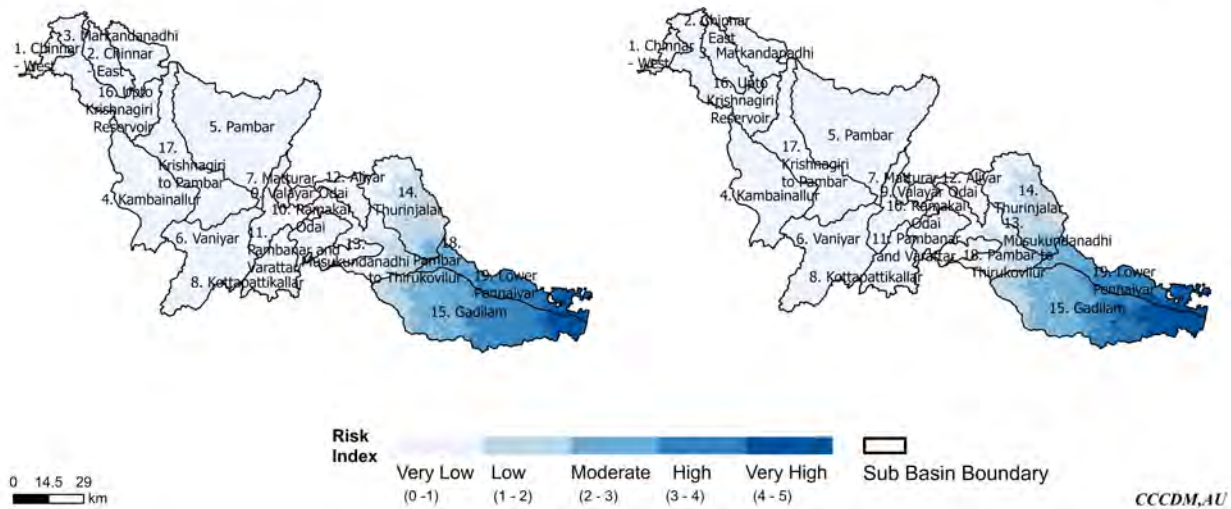 3. Markandanadhi
1. Chinnar
- West
2. Chinnar
- East
16. Upto
Krishnagiri
Reservoir
5. Pambar
17.
Krishnagiri
to Pambar
4. Kambainallur
7. Matturar
12. Aliyar
9. Valayar Odai
10. Ramakal
Odai
14.
Thurinjalar
6. Vaniyar
11.
Pambanar and
Varattar
13.
Musukundanadhi
18.
Pambar
to Thirukovilur
8. Kottapattikallar
19. Lower
Pennaiyar
15. Gadilam
2. Chinnar
East
1. Chinnar
- West
3. Markandanadhi
16. Upto
Krishnagiri
Reservoir
5. Pambar
17.
Krishnagiri
to Pambar
4. Kambainallur
7. Matturar
12. Aliyar
9. Valayar Odai
10. Ramakal
Odai
14.
Thurinjalar
6. Vaniyar
11. Pambanar
and Varattar
13.
Musukundanadhi
18. Pambar to
Thirukovilur
8. Kottapattikallar
19. Lower
Pennaiyar
15. Gadilam
Risk
Index
Very Low Low Moderate High Very High
(0 -1) (1 - 2) (2 - 3) (3 - 4) (4 - 5)
Sub Basin Boundary
0 14.5 29
km
CCCDM,AU